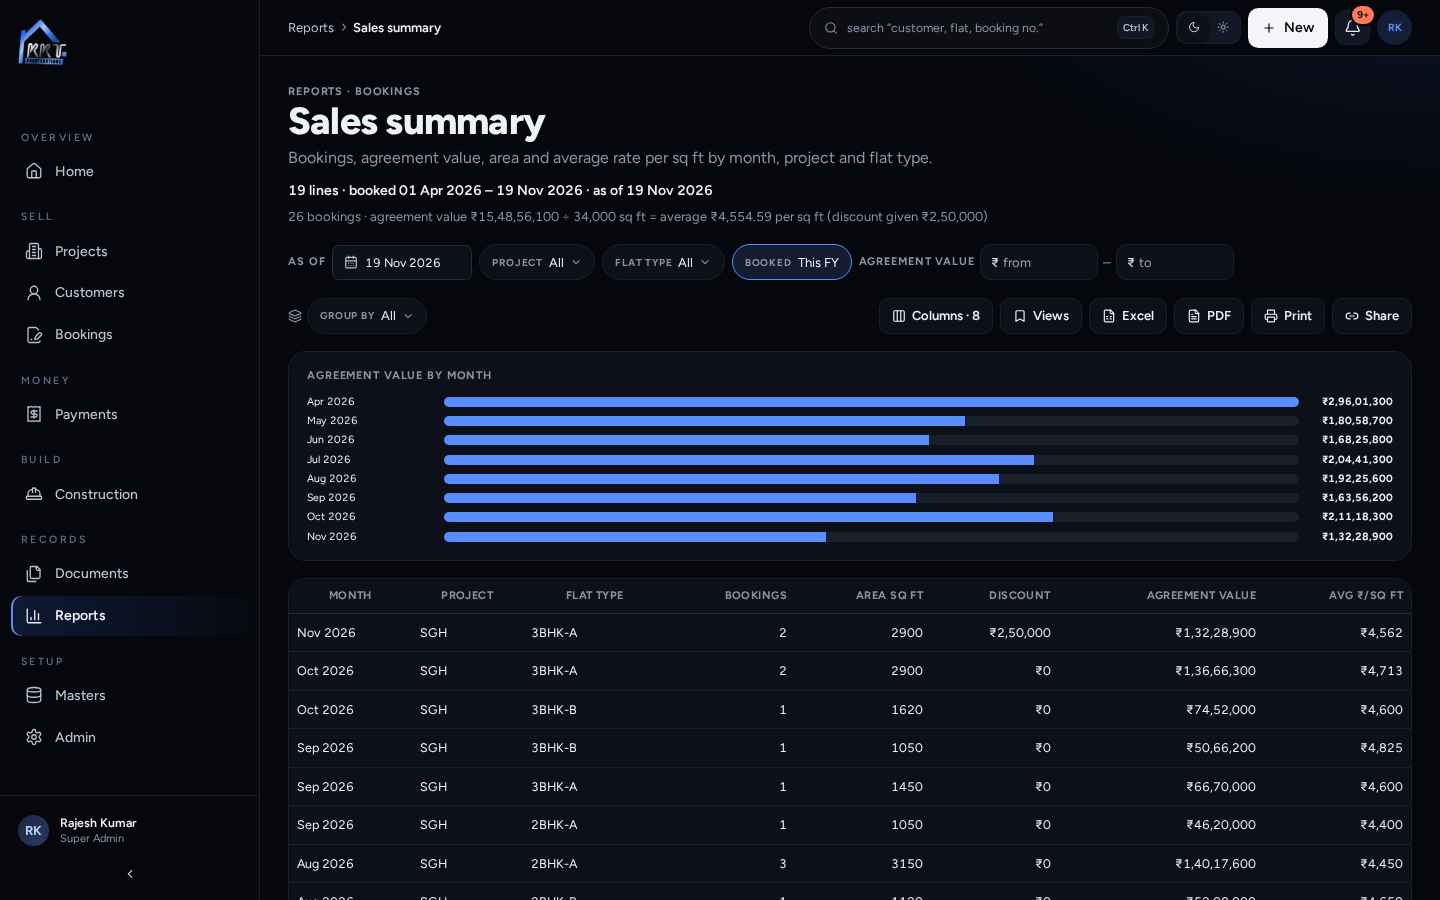 Reports > Sales summary
search "customer, flat, booking no."
Ctrl K
+ New
9+
RK
OVERVIEW
Home
SELL
Projects
Customers
Bookings
MONEY
Payments
BUILD
Construction
RECORDS
Documents
Reports
SETUP
Masters
Admin
RK
Rajesh Kumar
Super Admin
REPORTS · BOOKINGS
Sales summary
Bookings, agreement value, area and average rate per sq ft by month, project and flat type.
19 lines · booked 01 Apr 2026 – 19 Nov 2026 · as of 19 Nov 2026
26 bookings · agreement value ₹15,48,56,100 ÷ 34,000 sq ft = average ₹4,554.59 per sq ft (discount given ₹2,50,000)
AS OF 19 Nov 2026 PROJECT All FLAT TYPE All BOOKED This FY AGREEMENT VALUE ₹ from – ₹ to
GROUP BY All Columns · 8 Views Excel PDF Print Share
AGREEMENT VALUE BY MONTH
Apr 2026 ₹2,96,01,300
May 2026 ₹1,80,58,700
Jun 2026 ₹1,68,25,800
Jul 2026 ₹2,04,41,300
Aug 2026 ₹1,92,25,600
Sep 2026 ₹1,63,56,200
Oct 2026 ₹2,11,18,300
Nov 2026 ₹1,32,28,900
MONTH PROJECT FLAT TYPE BOOKINGS AREA SQ FT DISCOUNT AGREEMENT VALUE AVG ₹/SQ FT
Nov 2026 SGH 3BHK-A 2 2900 ₹2,50,000 ₹1,32,28,900 ₹4,562
Oct 2026 SGH 3BHK-A 2 2900 ₹0 ₹1,36,66,300 ₹4,713
Oct 2026 SGH 3BHK-B 1 1620 ₹0 ₹74,52,000 ₹4,600
Sep 2026 SGH 3BHK-B 1 1050 ₹0 ₹50,66,200 ₹4,825
Sep 2026 SGH 3BHK-A 1 1450 ₹0 ₹66,70,000 ₹4,600
Sep 2026 SGH 2BHK-A 1 1050 ₹0 ₹46,20,000 ₹4,400
Aug 2026 SGH 2BHK-A 3 3150 ₹0 ₹1,40,17,600 ₹4,450